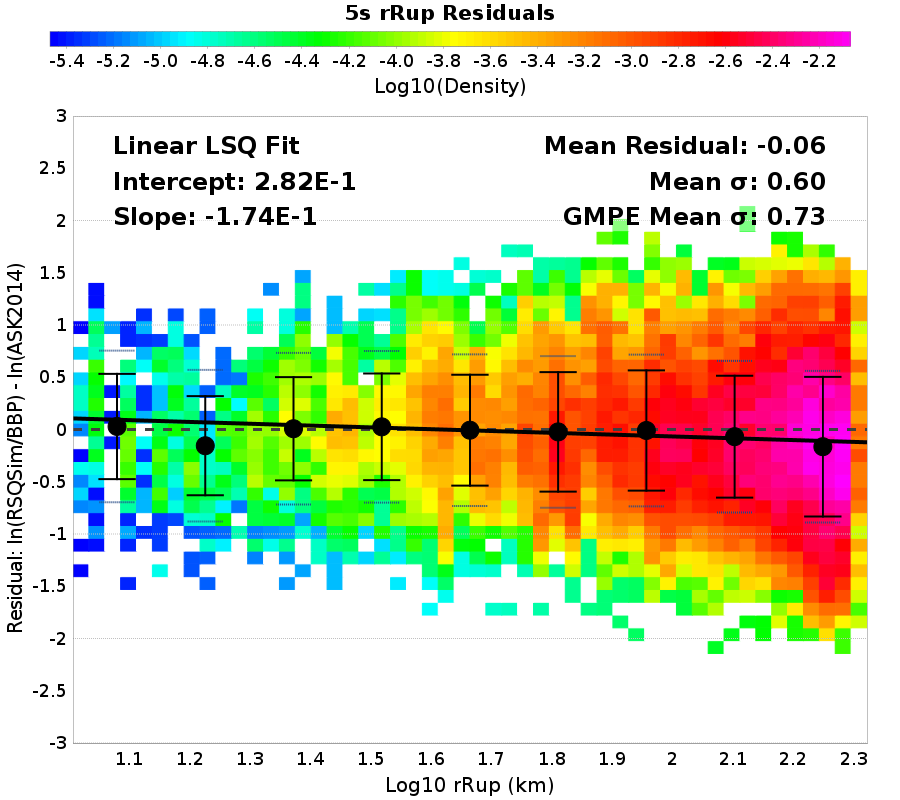 5s rRup Residuals
-5.4 -5.2 -5.0 -4.8 -4.6 -4.4 -4.2 -4.0 -3.8 -3.6 -3.4 -3.2 -3.0 -2.8 -2.6 -2.4 -2.2
Log10(Density)
Linear LSQ Fit
Intercept: 2.82E-1
Slope: -1.74E-1
Mean Residual: -0.06
Mean σ: 0.60
GMPE Mean σ: 0.73
Residual: ln(RSQSim/BBP) - ln(ASK2014)
3
2.5
2
1.5
1
0.5
0
-0.5
-1
-1.5
-2
-2.5
-3
1.1 1.2 1.3 1.4 1.5 1.6 1.7 1.8 1.9 2 2.1 2.2 2.3
Log10 rRup (km)